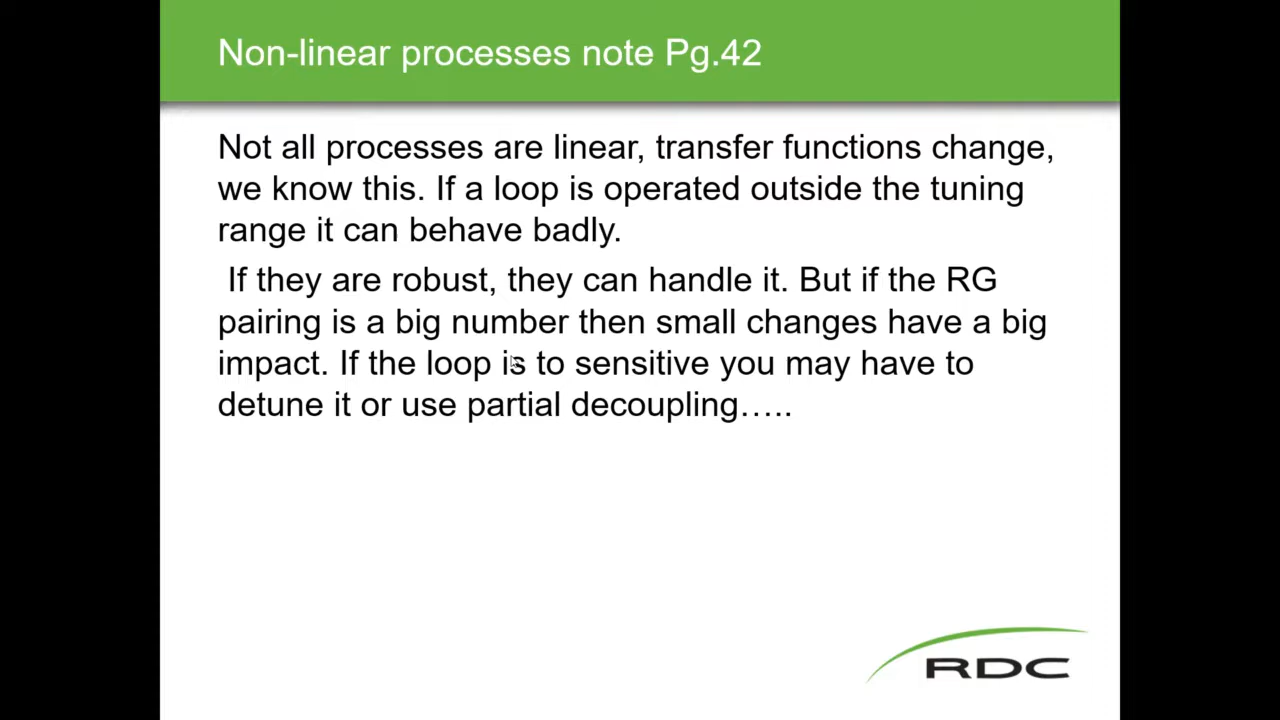 Non-linear processes note Pg.42
Not all processes are linear, transfer functions change,
we know this. If a loop is operated outside the tuning
range it can behave badly.
If they are robust, they can handle it. But if the RG
pairing is a big number then small changes have a big
impact. If the loop is to sensitive you may have to
detune it or use partial decoupling…..
RDC